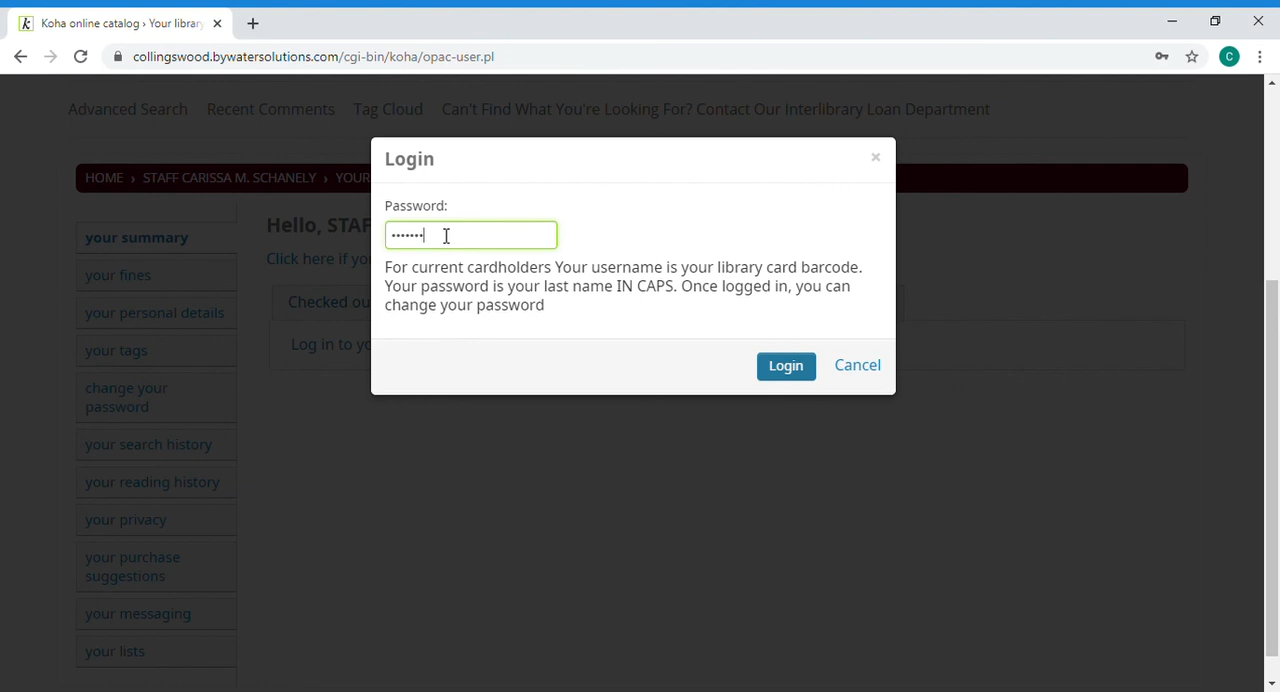 Koha online catalog › Your library
collingswood.bywatersolutions.com/cgi-bin/koha/opac-user.pl
C
Advanced Search Recent Comments Tag Cloud Can't Find What You're Looking For? Contact Our Interlibrary Loan Department
HOME › STAFF CARISSA M. SCHANELY › YOUR
Login
×
Password:
•••••••
For current cardholders Your username is your library card barcode.
Your password is your last name IN CAPS. Once logged in, you can
change your password
Login Cancel
your summary
your fines
your personal details
your tags
change your
password
your search history
your reading history
your privacy
your purchase
suggestions
your messaging
your lists
Hello, STAF
Click here if yo
Checked ou
Log in to yo